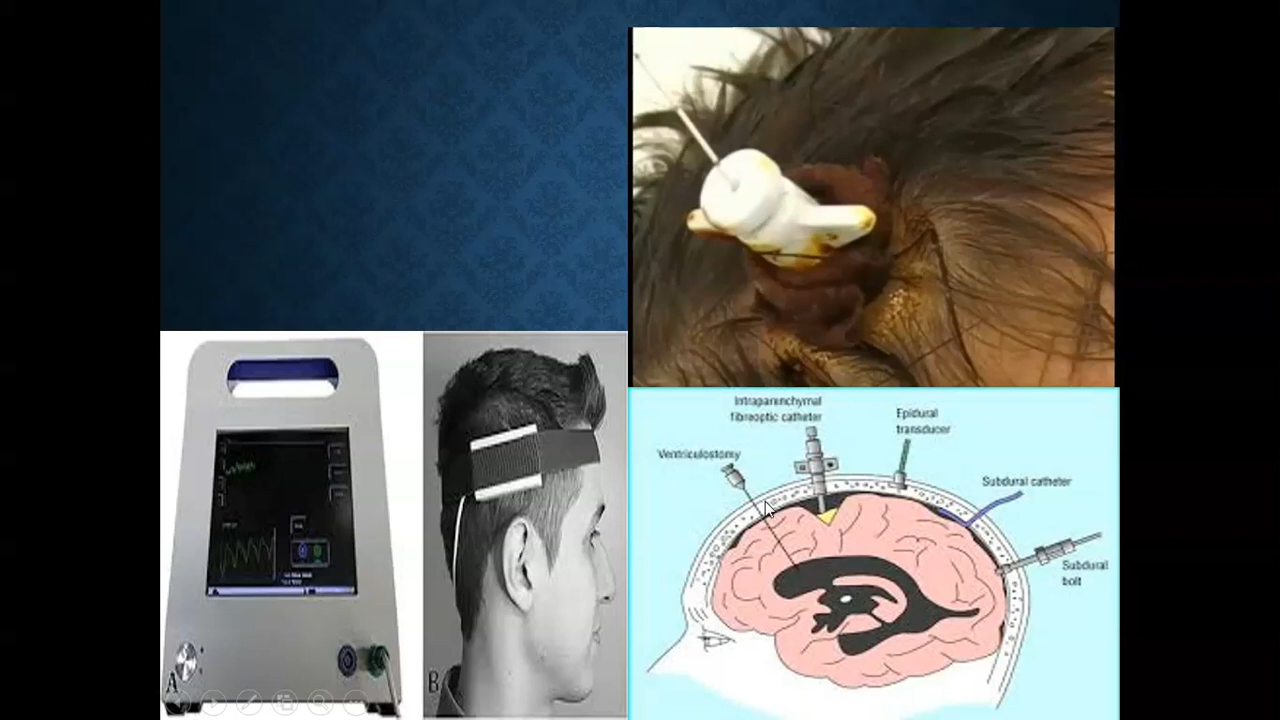 Intraparenchymal
fibreoptic catheter
Epidural
transducer
Ventriculostomy
Subdural catheter
Subdural
bolt
A
B